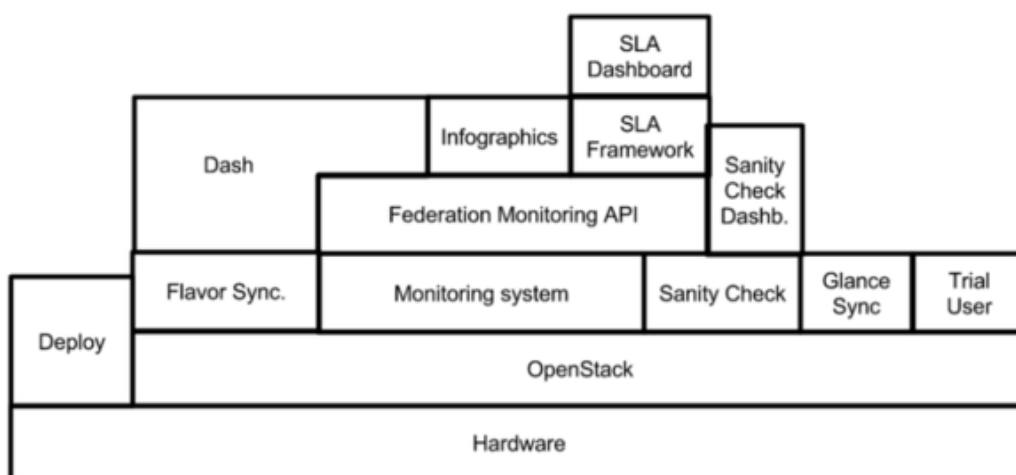 SLA
Dashboard
Dash
Infographics
SLA
Framework
Sanity
Check
Dashb.
Federation Monitoring API
Deploy
Flavor Sync.
Monitoring system
Sanity Check
Glance
Sync
Trial
User
OpenStack
Hardware